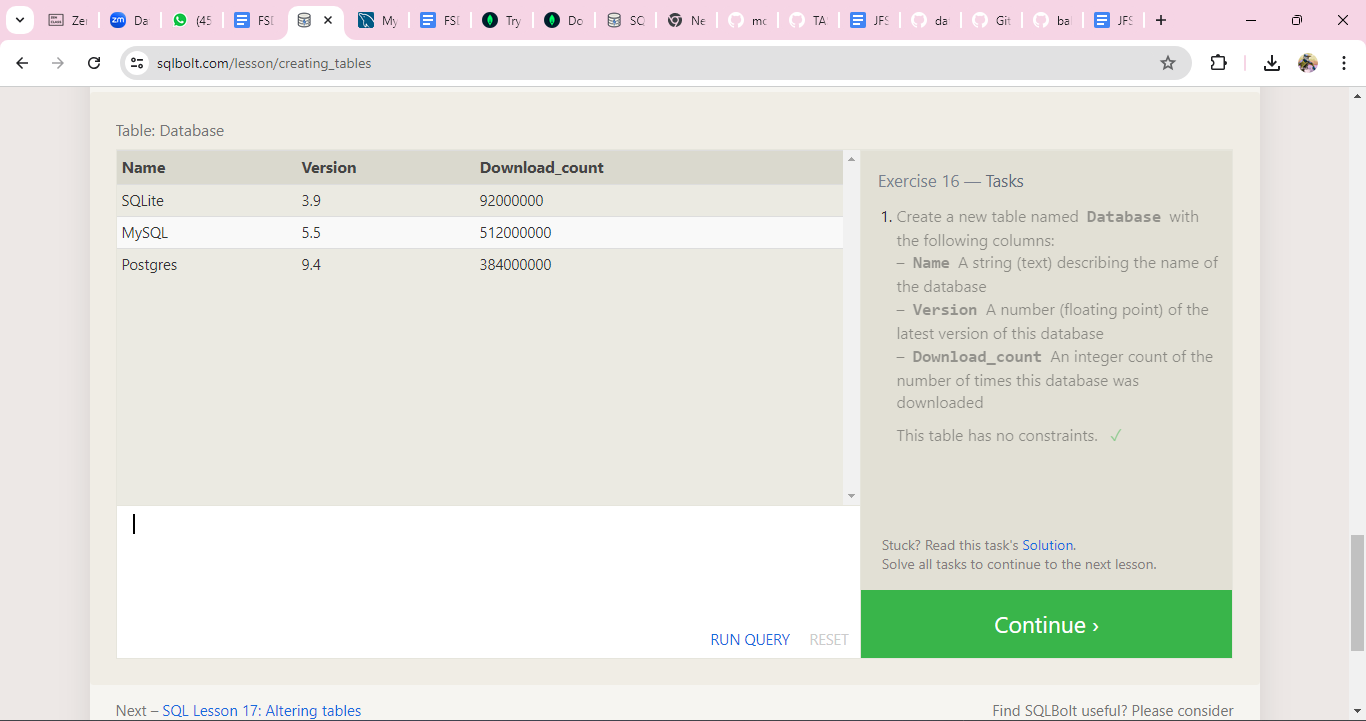 Ze
zm
Da
(45
FSD
My
FSD
Try
Do
SC
Ne
mc
TAS
JFS
da
Git
ba
JFS
sqlbolt.com/lesson/creating_tables
Table: Database
Name Version Download_count
SQLite 3.9 92000000
MySQL 5.5 512000000
Postgres 9.4 384000000
RUN QUERY RESET
Exercise 16 — Tasks
1. Create a new table named Database with
the following columns:
– Name A string (text) describing the name of
the database
– Version A number (floating point) of the
latest version of this database
– Download_count An integer count of the
number of times this database was
downloaded
This table has no constraints. ✓
Stuck? Read this task's Solution.
Solve all tasks to continue to the next lesson.
Continue ›
Next – SQL Lesson 17: Altering tables
Find SQLBolt useful? Please consider